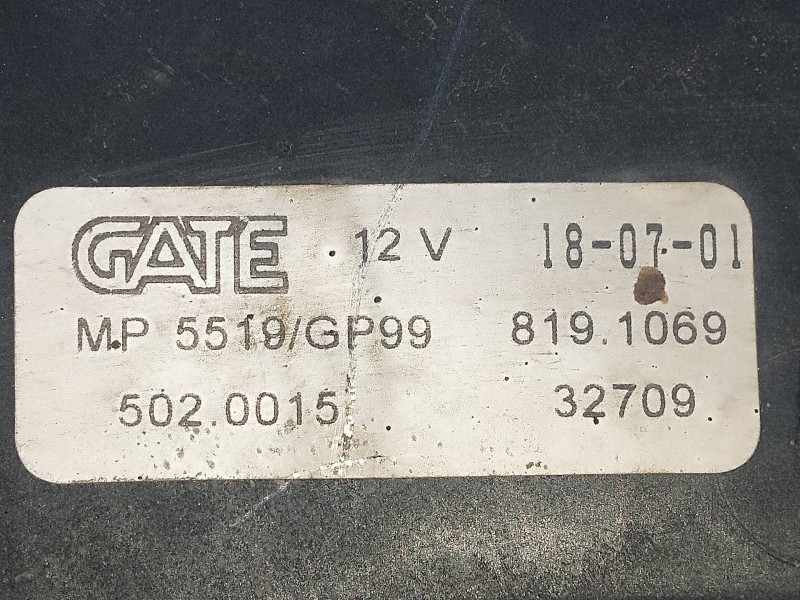 GATE 12 V 18-07-01
MP 5519/GP99 819.1069
502.0015 32709